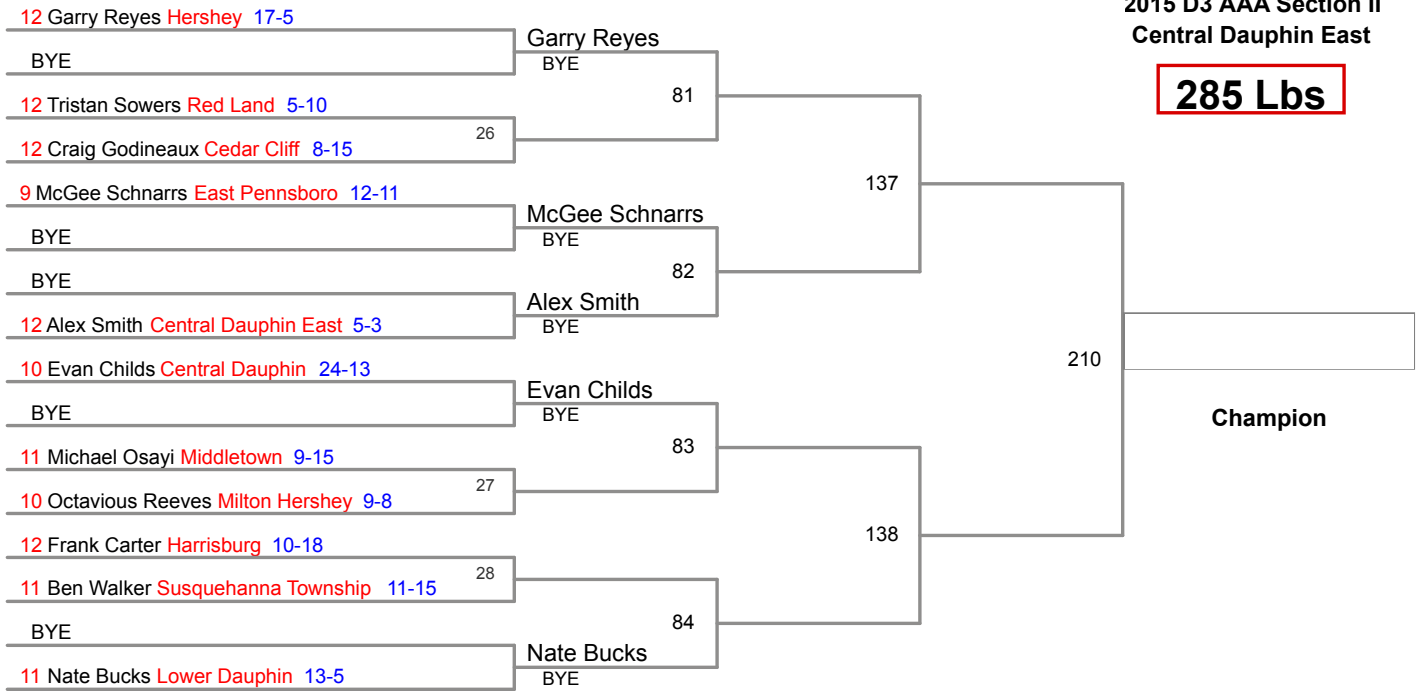 2015 D3 AAA Section II
Central Dauphin East
285 Lbs
12 Garry Reyes Hershey 17-5
BYE
12 Tristan Sowers Red Land 5-10
12 Craig Godineaux Cedar Cliff 8-15
9 McGee Schnarrs East Pennsboro 12-11
BYE
BYE
12 Alex Smith Central Dauphin East 5-3
10 Evan Childs Central Dauphin 24-13
BYE
11 Michael Osayi Middletown 9-15
10 Octavious Reeves Milton Hershey 9-8
12 Frank Carter Harrisburg 10-18
11 Ben Walker Susquehanna Township 11-15
BYE
11 Nate Bucks Lower Dauphin 13-5
26
27
28
Garry Reyes
BYE
McGee Schnarrs
BYE
Alex Smith
BYE
Evan Childs
BYE
Nate Bucks
BYE
81
82
83
84
137
138
210
Champion